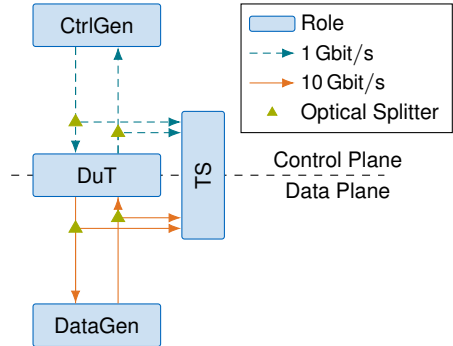 CtrlGen
Role
1 Gbit/s
10 Gbit/s
Optical Splitter
TS
Control Plane
DuT
Data Plane
DataGen